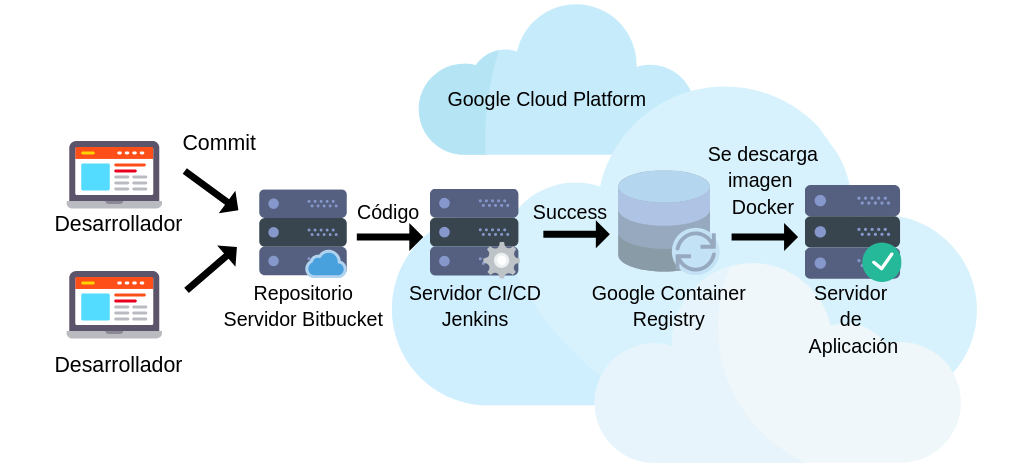 Google Cloud Platform
Commit
Desarrollador
Desarrollador
Repositorio
Servidor Bitbucket
Código
Servidor CI/CD
Jenkins
Success
Google Container
Registry
Se descarga
imagen
Docker
Servidor
de
Aplicación